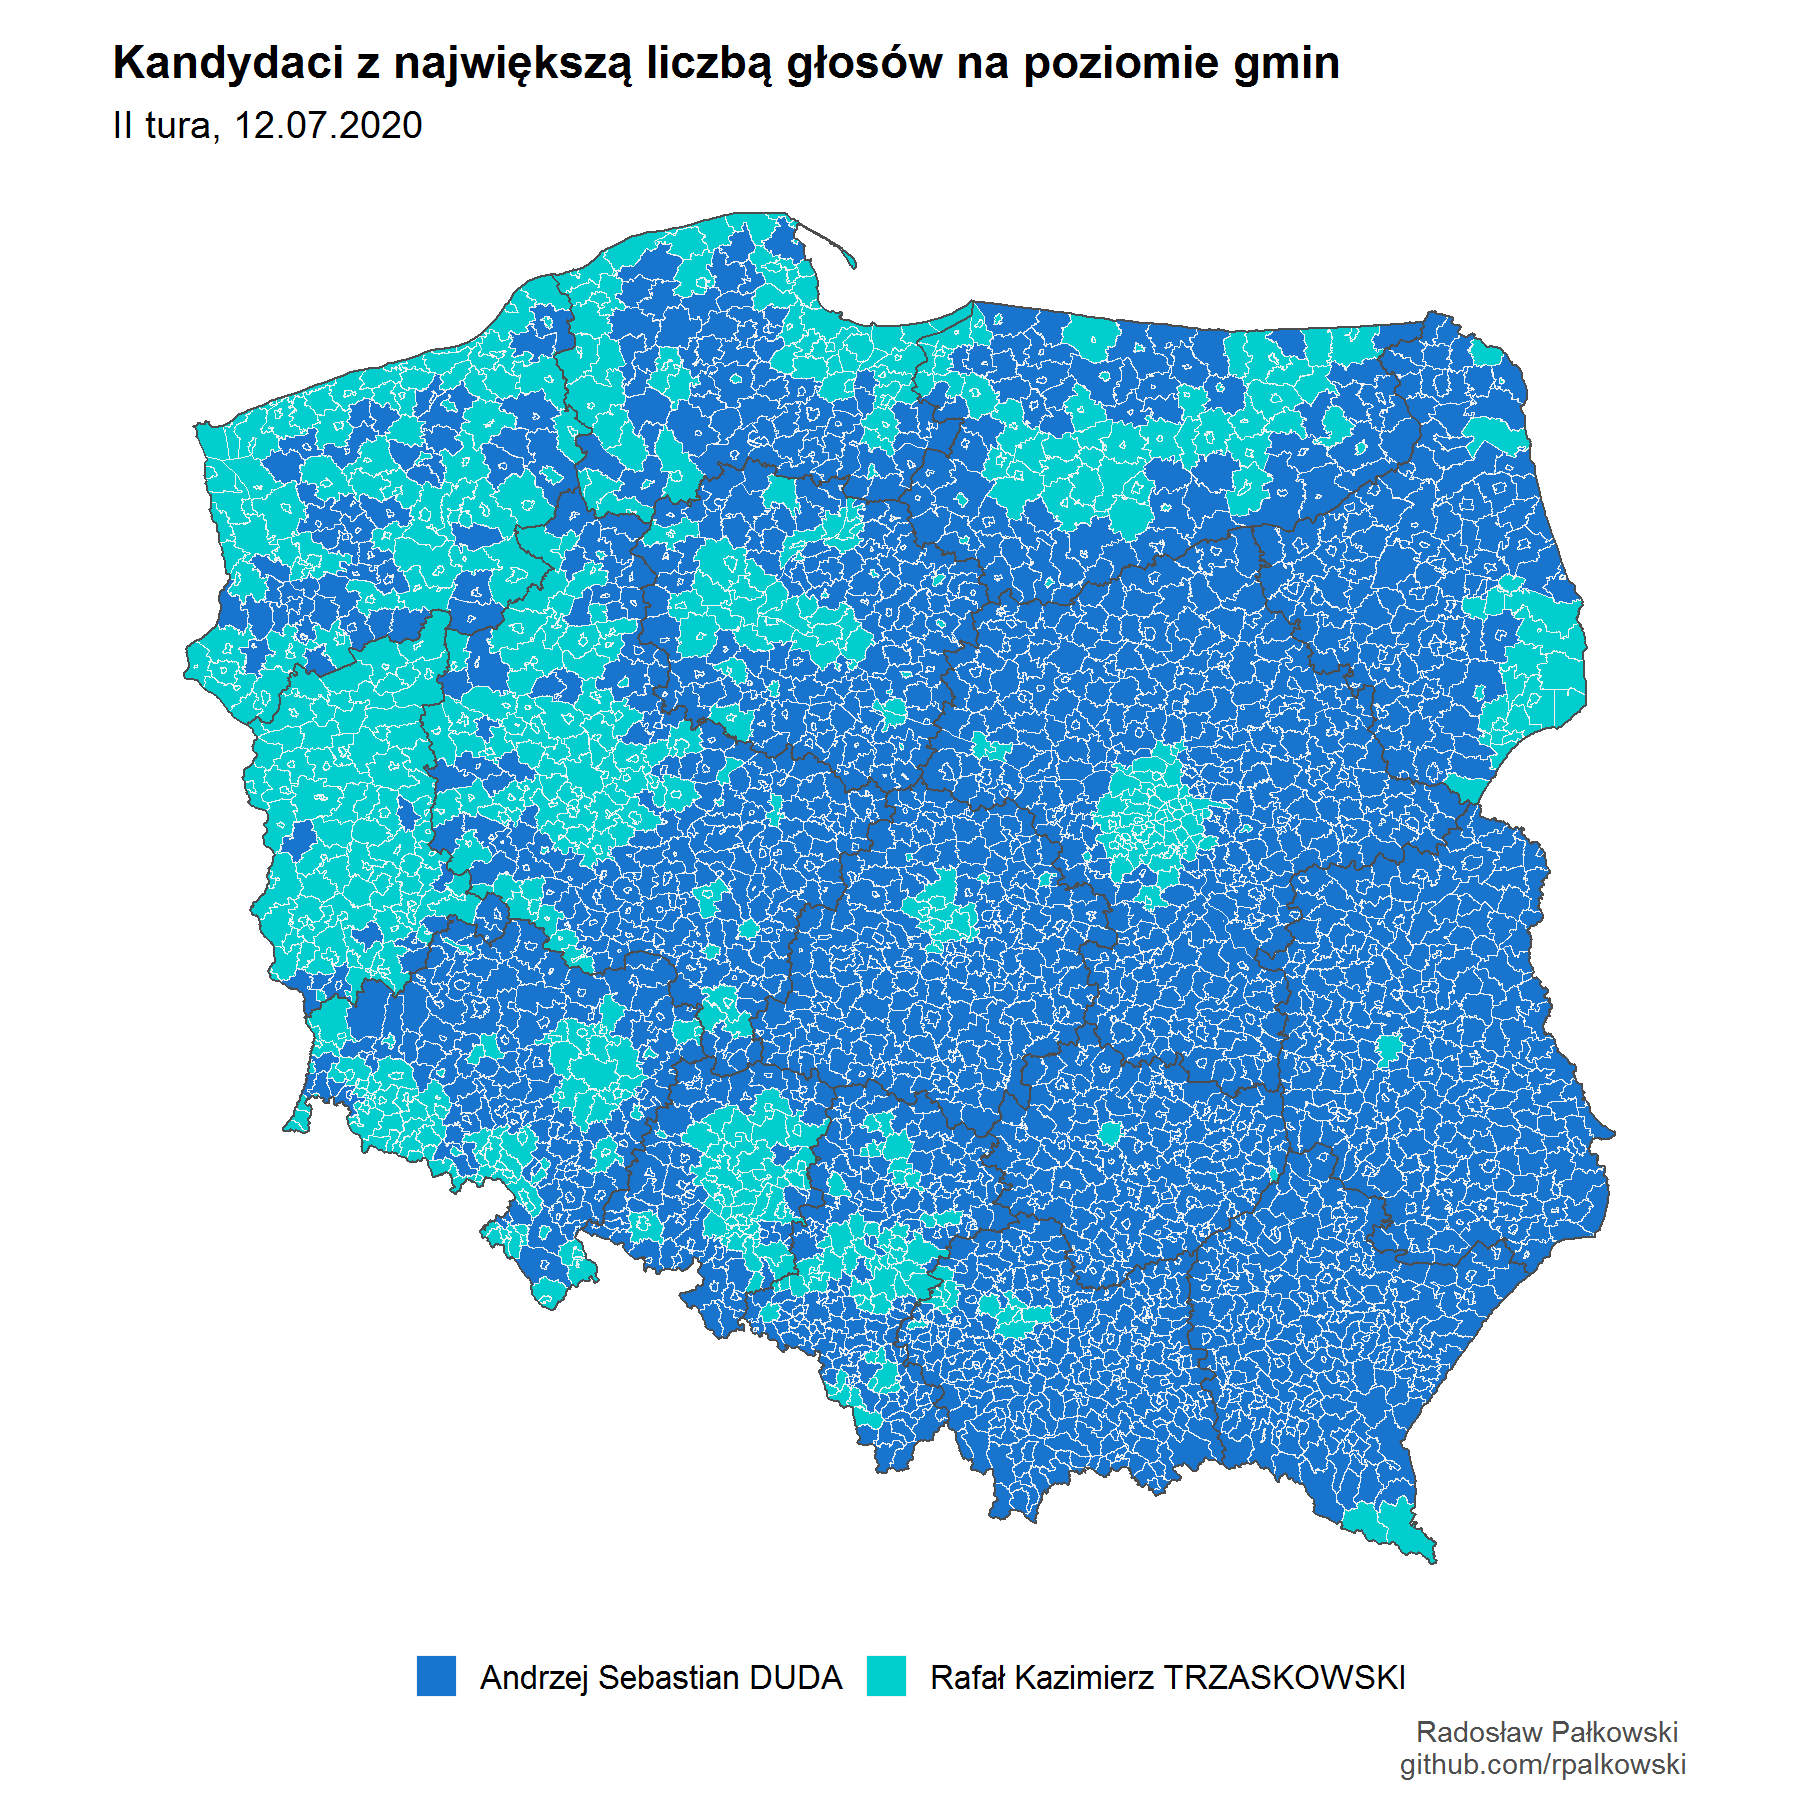 Kandydaci z największą liczbą głosów na poziomie gmin
II tura, 12.07.2020
Andrzej Sebastian DUDA
Rafał Kazimierz TRZASKOWSKI
Radosław Pałkowski
github.com/rpalkowski